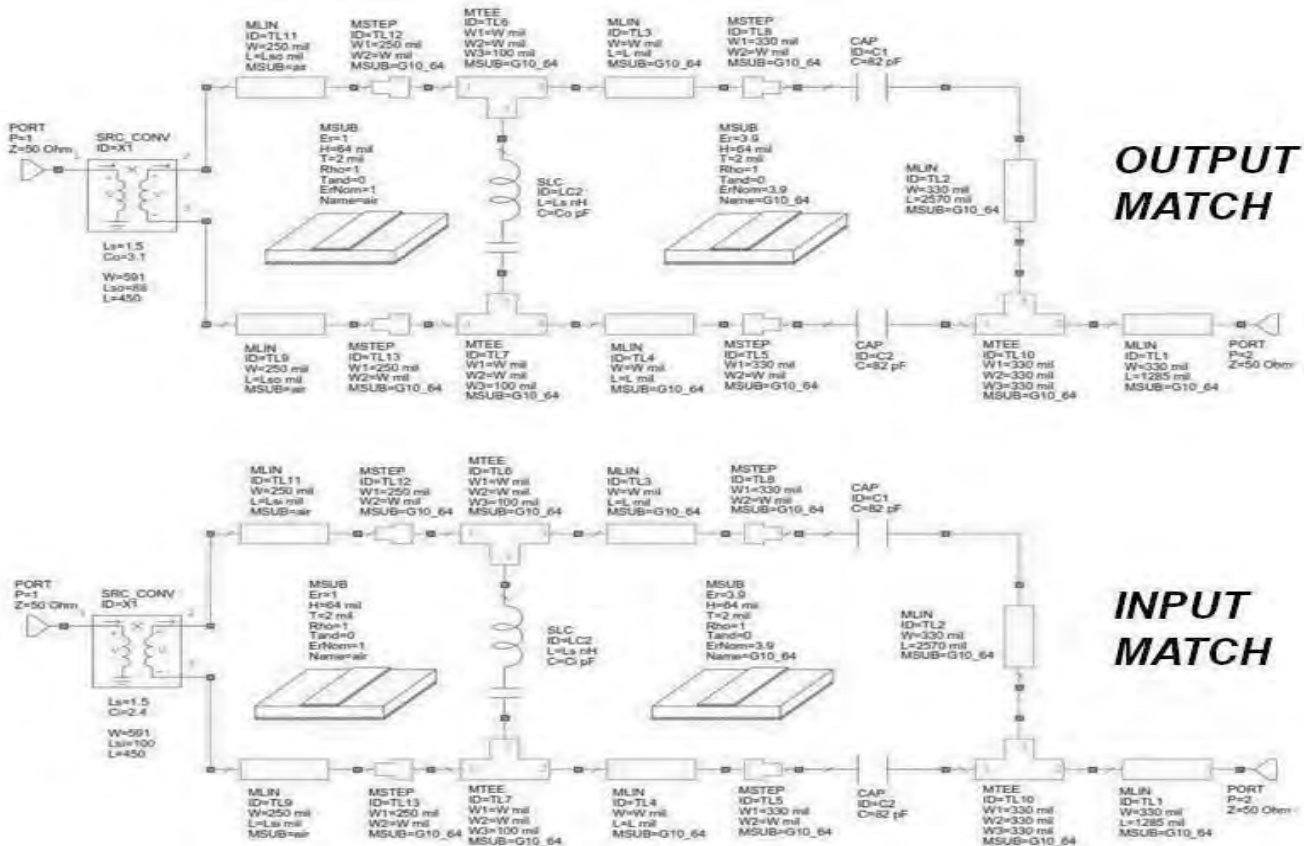 MLIN
ID=TL11
W=250 mil
L=Lso mil
MSUB=air
MSTEP
ID=TL12
W1=250 mil
W2=W mil
MSUB=G10_64
MTEE
ID=TL6
W1=W mil
W2=W mil
W3=100 mil
MSUB=G10_64
MLIN
ID=TL3
W=W mil
L=L mil
MSUB=G10_64
MSTEP
ID=TL8
W1=330 mil
W2=W mil
MSUB=G10_64
CAP
ID=C1
C=82 pF
PORT
P=1
Z=50 Ohm
SRC_CONV
ID=X1
1
2
3
Ls=1.5
Co=3.1
W=591
Lso=88
L=450
MSUB
Er=1
H=64 mil
T=2 mil
Rho=1
Tand=0
ErNom=1
Name=air
SLC
ID=LC2
L=Ls nH
C=Co pF
MSUB
Er=3.9
H=64 mil
T=2 mil
Rho=1
Tand=0
ErNom=3.9
Name=G10_64
MLIN
ID=TL2
W=330 mil
L=2570 mil
MSUB=G10_64
OUTPUT
MATCH
MLIN
ID=TL9
W=250 mil
L=Lso mil
MSUB=air
MSTEP
ID=TL13
W1=250 mil
W2=W mil
MSUB=G10_64
MTEE
ID=TL7
W1=W mil
W2=W mil
W3=100 mil
MSUB=G10_64
MLIN
ID=TL4
W=W mil
L=L mil
MSUB=G10_64
MSTEP
ID=TL5
W1=330 mil
W2=W mil
MSUB=G10_64
CAP
ID=C2
C=82 pF
MTEE
ID=TL10
W1=330 mil
W2=330 mil
W3=330 mil
MSUB=G10_64
MLIN
ID=TL1
W=330 mil
L=1285 mil
MSUB=G10_64
PORT
P=2
Z=50 Ohm
MLIN
ID=TL11
W=250 mil
L=Lsi mil
MSUB=air
MSTEP
ID=TL12
W1=250 mil
W2=W mil
MSUB=G10_64
MTEE
ID=TL6
W1=W mil
W2=W mil
W3=100 mil
MSUB=G10_64
MLIN
ID=TL3
W=W mil
L=L mil
MSUB=G10_64
MSTEP
ID=TL8
W1=330 mil
W2=W mil
MSUB=G10_64
CAP
ID=C1
C=82 pF
PORT
P=1
Z=50 Ohm
SRC_CONV
ID=X1
1
2
3
Ls=1.5
Ci=2.4
W=591
Lsi=100
L=450
MSUB
Er=1
H=64 mil
T=2 mil
Rho=1
Tand=0
ErNom=1
Name=air
SLC
ID=LC2
L=Ls nH
C=Ci pF
MSUB
Er=3.9
H=64 mil
T=2 mil
Rho=1
Tand=0
ErNom=3.9
Name=G10_64
MLIN
ID=TL2
W=330 mil
L=2570 mil
MSUB=G10_64
INPUT
MATCH
MLIN
ID=TL9
W=250 mil
L=Lsi mil
MSUB=air
MSTEP
ID=TL13
W1=250 mil
W2=W mil
MSUB=G10_64
MTEE
ID=TL7
W1=W mil
W2=W mil
W3=100 mil
MSUB=G10_64
MLIN
ID=TL4
W=W mil
L=L mil
MSUB=G10_64
MSTEP
ID=TL5
W1=330 mil
W2=W mil
MSUB=G10_64
CAP
ID=C2
C=82 pF
MTEE
ID=TL10
W1=330 mil
W2=330 mil
W3=330 mil
MSUB=G10_64
MLIN
ID=TL1
W=330 mil
L=1285 mil
MSUB=G10_64
PORT
P=2
Z=50 Ohm